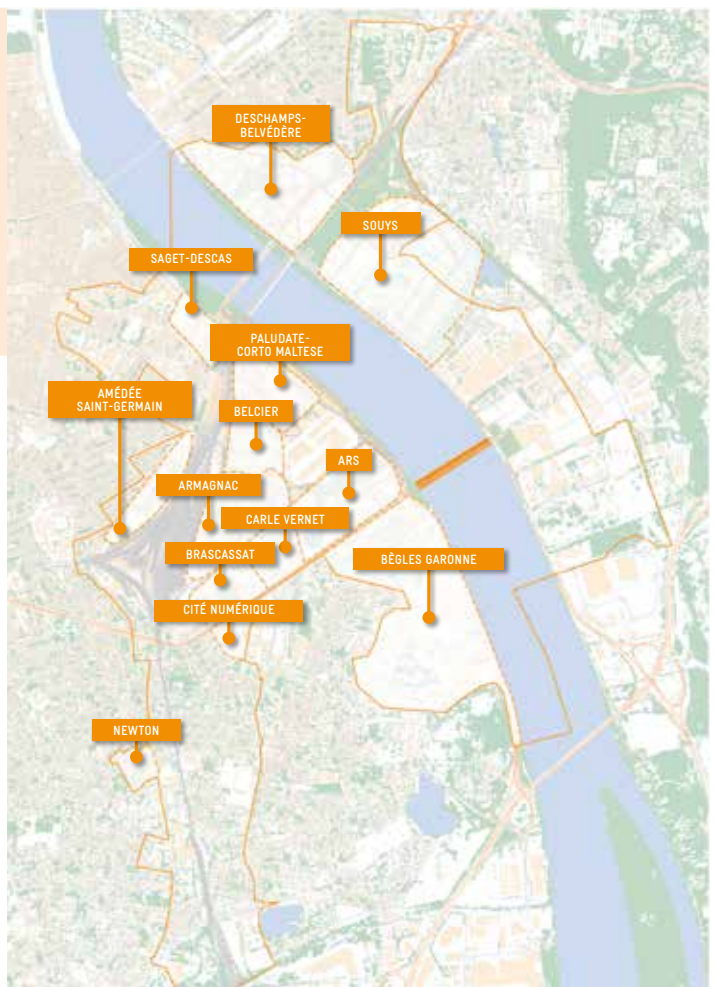 DESCHAMPS-
BELVÉDÈRE
SOUYS
SAGET-DESCAS
PALUDATE-
CORTO MALTESE
AMÉDÉE
SAINT-GERMAIN
BELCIER
ARS
ARMAGNAC
CARLE VERNET
BRASCASSAT
BÈGLES GARONNE
CITÉ NUMÉRIQUE
NEWTON